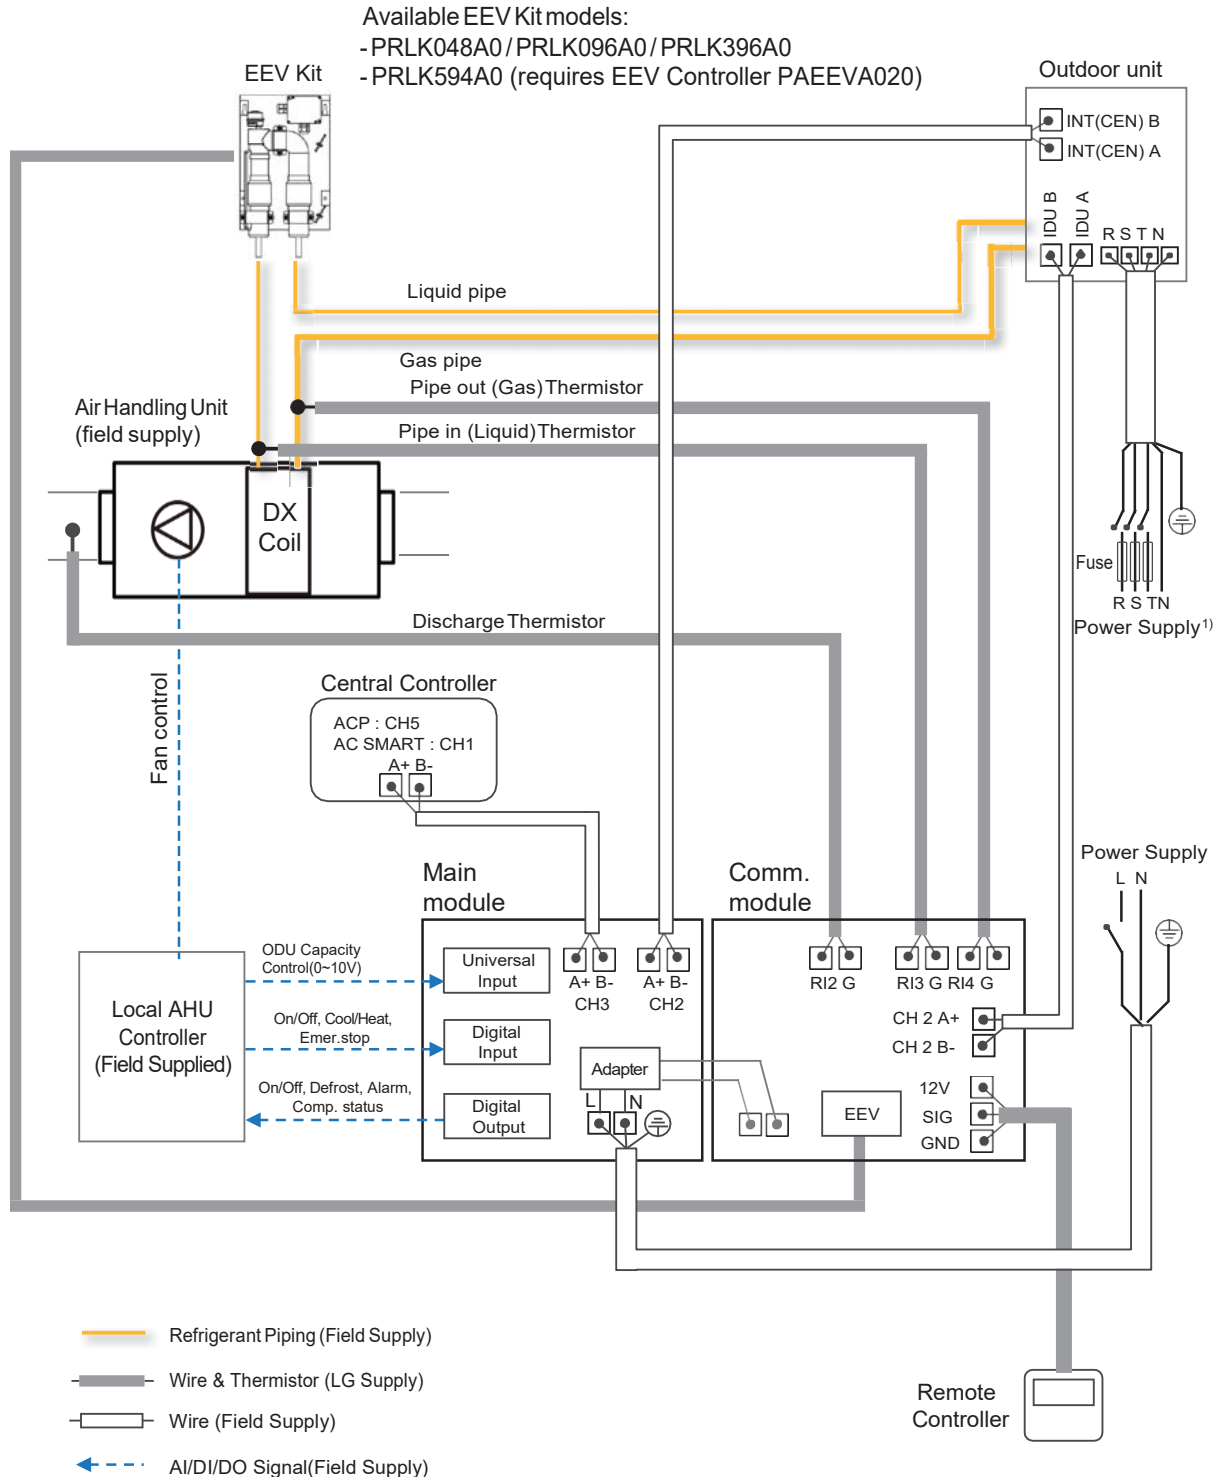 Available EEV Kit models:
- PRLK048A0 / PRLK096A0 / PRLK396A0
- PRLK594A0 (requires EEV Controller PAEEVA020)
EEV Kit
Outdoor unit
INT(CEN) B
INT(CEN) A
IDU B
IDU A
R S T N
Liquid pipe
Gas pipe
Pipe out (Gas) Thermistor
Pipe in (Liquid) Thermistor
Air Handling Unit
(field supply)
DX
Coil
Fuse
R S T N
Power Supply 1)
Discharge Thermistor
Fan control
Central Controller
ACP : CH5
AC SMART : CH1
A+ B-
Main
module
Comm.
module
Power Supply
L N
ODU Capacity
Control(0~10V)
Universal
Input
A+ B-
CH3
A+ B-
CH2
RI2 G
RI3 G
RI4 G
Local AHU
Controller
(Field Supplied)
On/Off, Cool/Heat,
Emer.stop
Digital
Input
CH 2 A+
CH 2 B-
Adapter
L N
On/Off, Defrost, Alarm,
Comp. status
Digital
Output
EEV
12V
SIG
GND
Refrigerant Piping (Field Supply)
Wire & Thermistor (LG Supply)
Wire (Field Supply)
AI/DI/DO Signal(Field Supply)
Remote
Controller